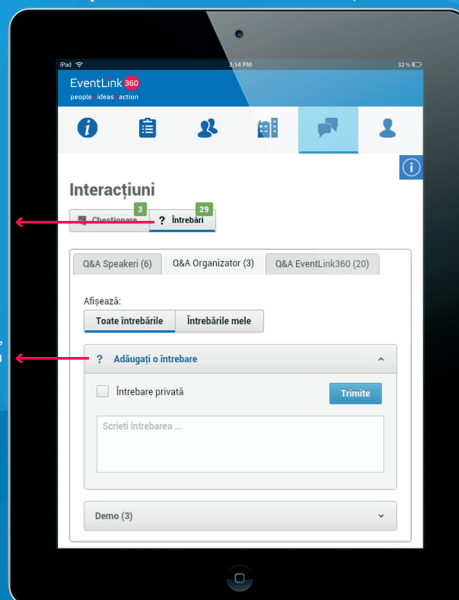 iPad 3:14 PM 32%
EventLink 360
people ideas action
Interacțiuni
3 29
Chestionare ? Întrebări
Q&A Speakeri (6) Q&A Organizator (3) Q&A EventLink360 (20)
Afișează:
Toate întrebările Întrebările mele
? Adăugați o întrebare
Întrebare privată Trimite
Scrieti întrebarea ....
Demo (3)